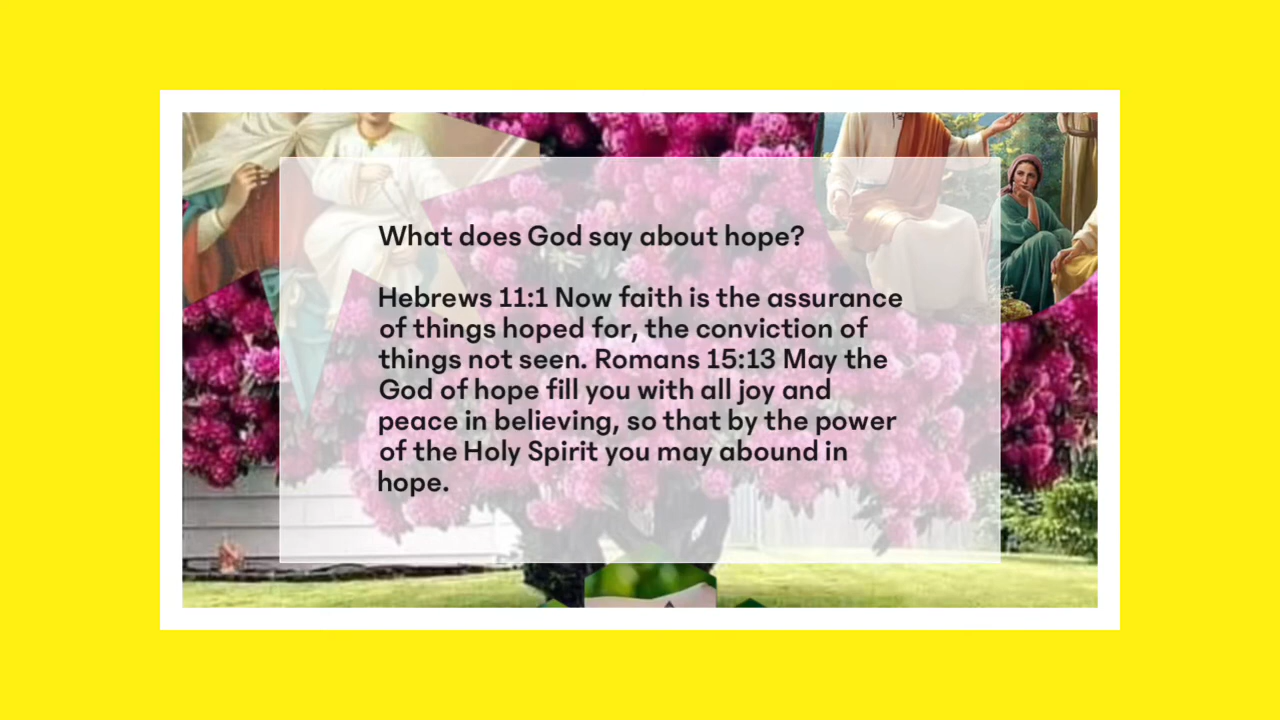 What does God say about hope?
Hebrews 11:1 Now faith is the assurance
of things hoped for, the conviction of
things not seen. Romans 15:13 May the
God of hope fill you with all joy and
peace in believing, so that by the power
of the Holy Spirit you may abound in
hope.